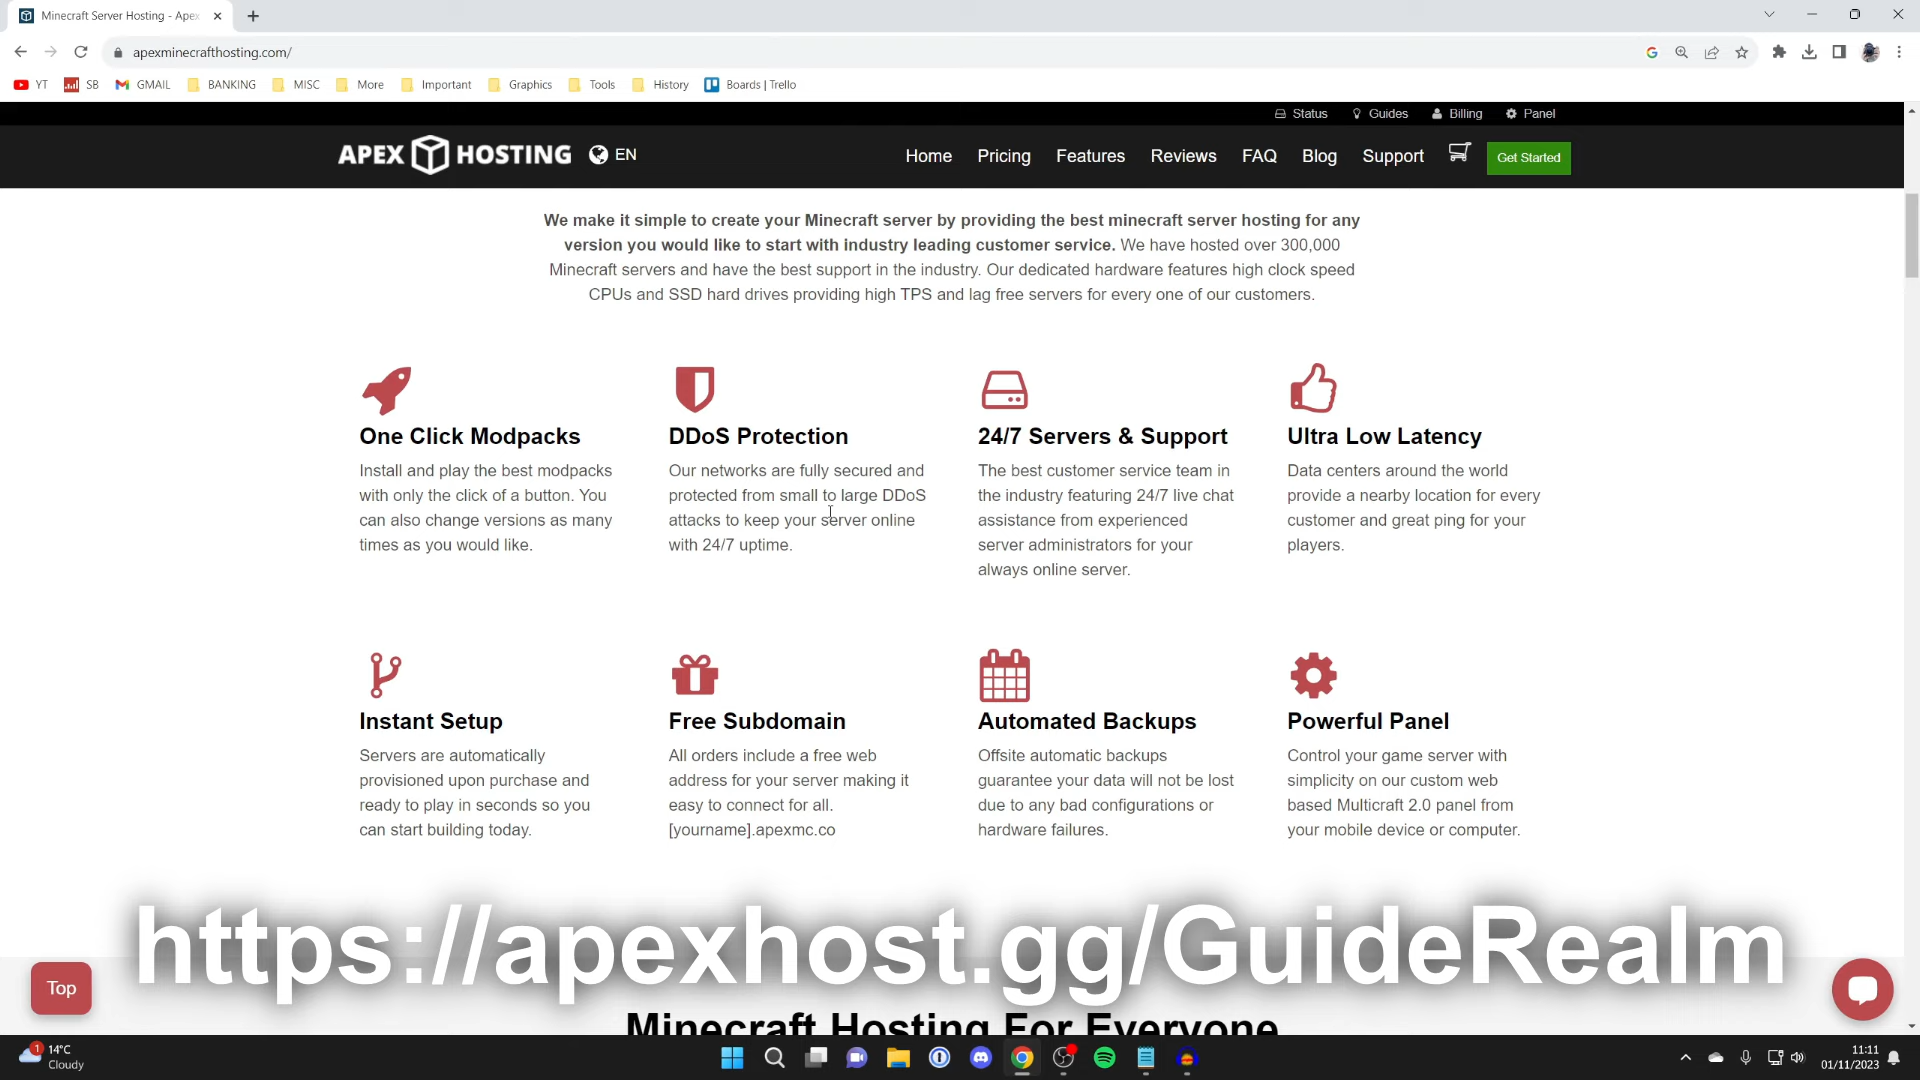 Minecraft Server Hosting - Apex
apexminecrafthosting.com/
YT SB GMAIL BANKING MISC More Important Graphics Tools History Boards | Trello
Status Guides Billing Panel
APEX HOSTING EN Home Pricing Features Reviews FAQ Blog Support Get Started
We make it simple to create your Minecraft server by providing the best minecraft server hosting for any
version you would like to start with industry leading customer service. We have hosted over 300,000
Minecraft servers and have the best support in the industry. Our dedicated hardware features high clock speed
CPUs and SSD hard drives providing high TPS and lag free servers for every one of our customers.
One Click Modpacks
Install and play the best modpacks
with only the click of a button. You
can also change versions as many
times as you would like.
DDoS Protection
Our networks are fully secured and
protected from small to large DDoS
attacks to keep your server online
with 24/7 uptime.
24/7 Servers & Support
The best customer service team in
the industry featuring 24/7 live chat
assistance from experienced
server administrators for your
always online server.
Ultra Low Latency
Data centers around the world
provide a nearby location for every
customer and great ping for your
players.
Instant Setup
Servers are automatically
provisioned upon purchase and
ready to play in seconds so you
can start building today.
Free Subdomain
All orders include a free web
address for your server making it
easy to connect for all.
[yourname].apexmc.co
Automated Backups
Offsite automatic backups
guarantee your data will not be lost
due to any bad configurations or
hardware failures.
Powerful Panel
Control your game server with
simplicity on our custom web
based Multicraft 2.0 panel from
your mobile device or computer.
https://apexhost.gg/GuideRealm
Top
Minecraft Hosting For Everyone
1
14°C
Cloudy
11:11
01/11/2023